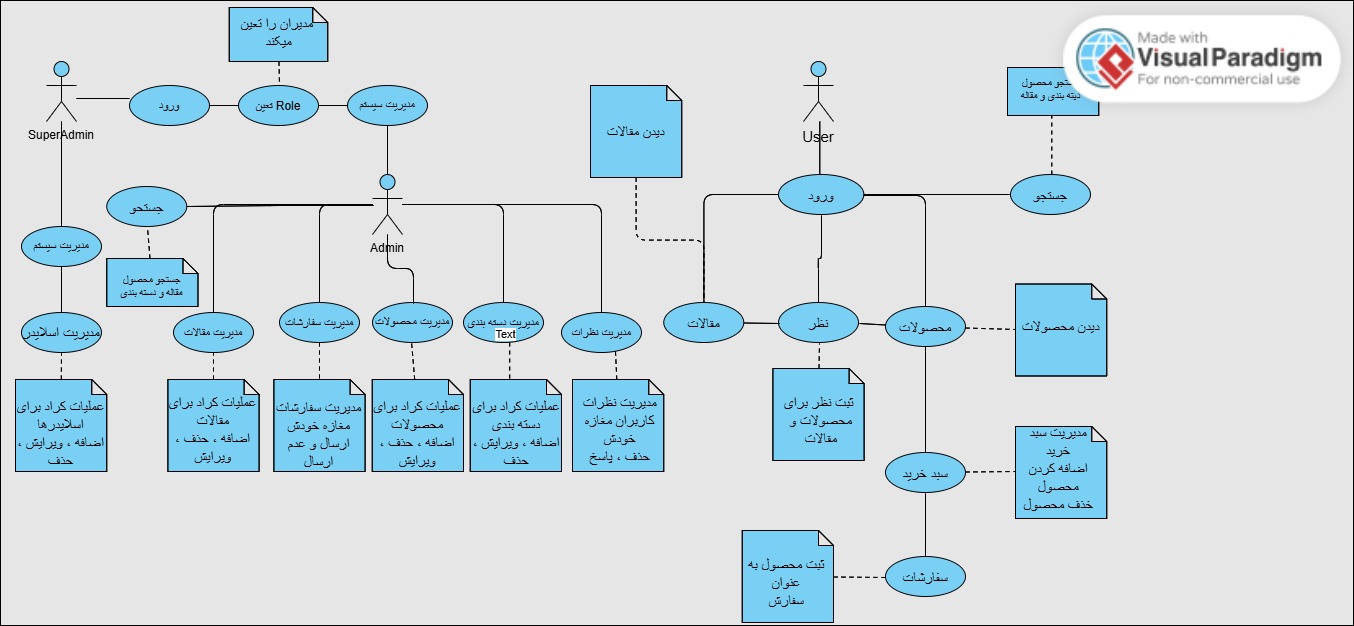 مدیران را تعین
میکند
Made with
Visual Paradigm
For non-commercial use
SuperAdmin
ورود
تعین Role
مدیریت سیستم
دیدن مقالات
User
جستجو محصول
دیته بندی و مقاله
ورود
جستجو
جستجو
Admin
مدیریت سیستم
جستجو محصول
مقاله و دسته بندی
مدیریت اسلایدر
مدیریت مقالات
مدیریت سفارشات
مدیریت محصولات
مدیریت دسته بندی
Text
مدیریت نظرات
مقالات
نظر
محصولات
دیدن محصولات
عملیات کراد برای
اسلایدرها
اضافه ، ویرایش ،
حذف
عملیات کراد برای
مقالات
اضافه ، حذف ،
ویرایش
مدیریت سفارشات
مغازه خودش
ارسال و عدم
ارسال
عملیات کراد برای
محصولات
اضافه ، حذف ،
ویرایش
عملیات کراد برای
دسته بندی
اضافه ، ویرایش ،
حذف
مدیریت نظرات
کاربران مغازه
خودش
حذف ، پاسخ
ثبت نظر برای
محصولات و
مقالات
سبد خرید
مدیریت سبد
خرید
اضافه کردن
محصول
خذف محصول
ثبت محصول به
عنوان
سفارش
سفارشات